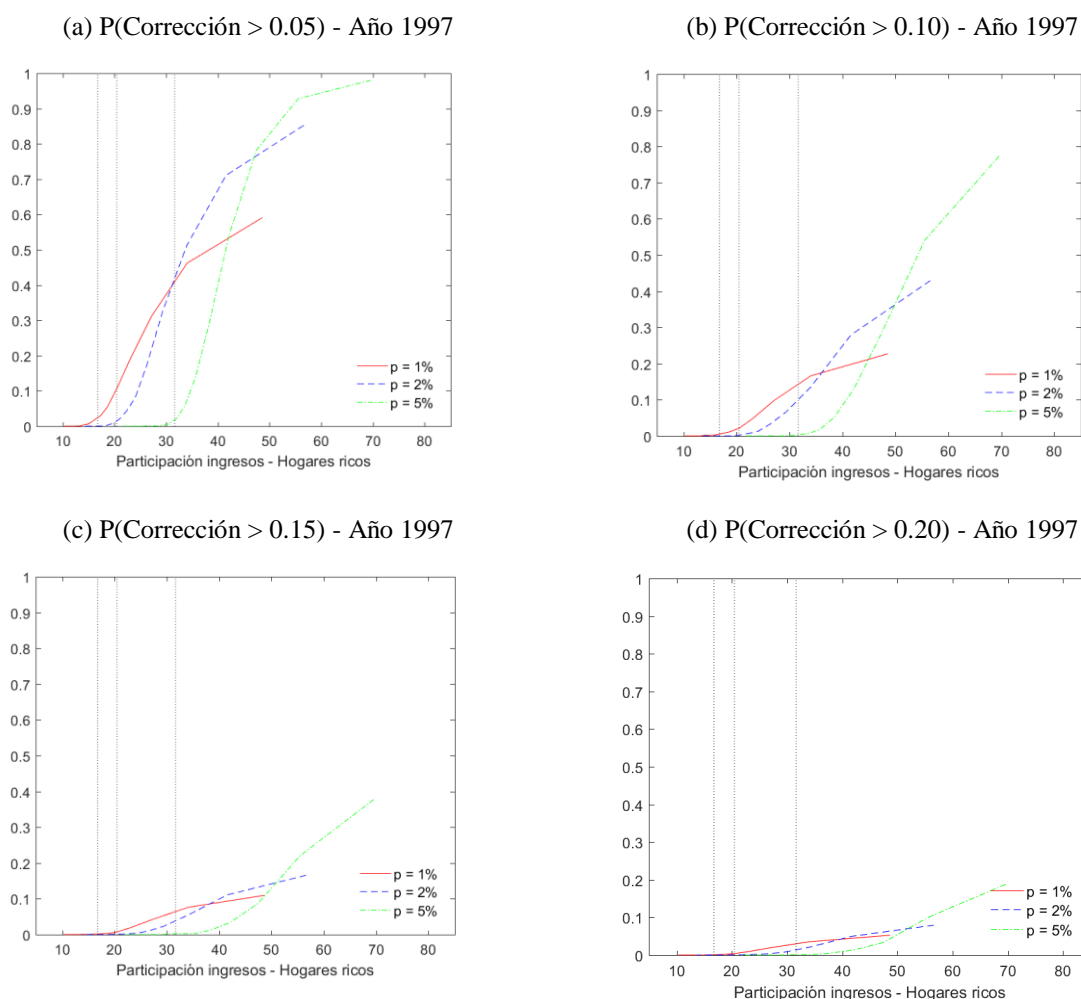 (a) P(Corrección > 0.05) - Año 1997
1
0.9
0.8
0.7
0.6
0.5
0.4
0.3
0.2
0.1
0
p = 1%
p = 2%
p = 5%
10 20 30 40 50 60 70 80
Participación ingresos - Hogares ricos
(b) P(Corrección > 0.10) - Año 1997
1
0.9
0.8
0.7
0.6
0.5
0.4
0.3
0.2
0.1
0
p = 1%
p = 2%
p = 5%
10 20 30 40 50 60 70 80
Participación ingresos - Hogares ricos
(c) P(Corrección > 0.15) - Año 1997
1
0.9
0.8
0.7
0.6
0.5
0.4
0.3
0.2
0.1
0
p = 1%
p = 2%
p = 5%
10 20 30 40 50 60 70 80
Participación ingresos - Hogares ricos
(d) P(Corrección > 0.20) - Año 1997
1
0.9
0.8
0.7
0.6
0.5
0.4
0.3
0.2
0.1
0
p = 1%
p = 2%
p = 5%
10 20 30 40 50 60 70 80
Participación ingresos - Hogares ricos